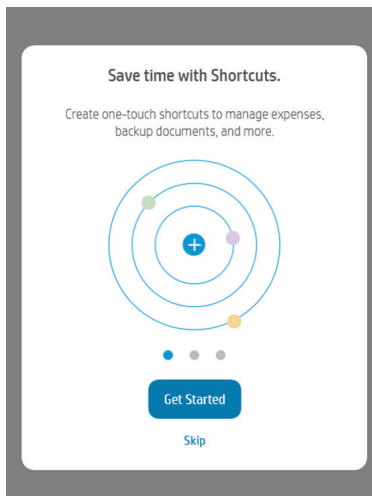 Save time with Shortcuts.
Create one-touch shortcuts to manage expenses,
backup documents, and more.
Get Started
Skip